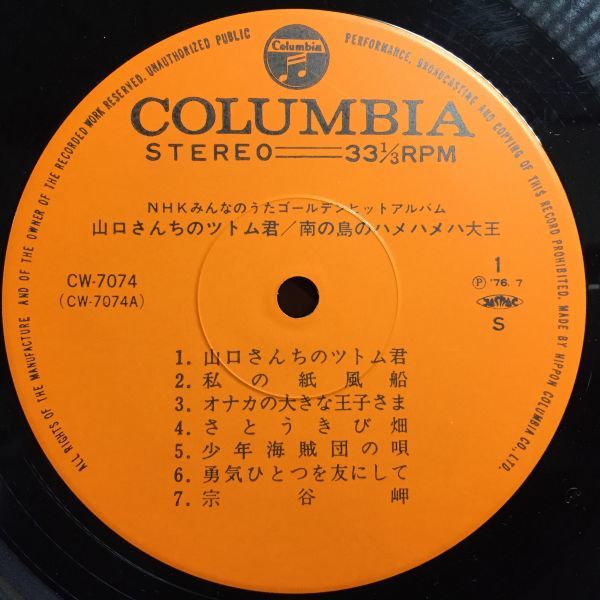 ALL RIGHTS OF THE MANUFACTURE AND OF THE OWNER OF THE RECORDED WORK RESERVED. UNAUTHORIZED PUBLIC PERFORMANCE, BROADCASTING AND COPYING OF THIS RECORD PROHIBITED. MADE BY NIPPON COLUMBIA CO., LTD.
Columbia
COLUMBIA
STEREO 33⅓RPM
NHKみんなのうたゴールデンヒットアルバム
山口さんちのツトム君/南の島のハメハメハ大王
CW-7074
(CW-7074A)
1
Ⓟ '76. 7
JASRAC
S
1. 山口さんちのツトム君
2. 私の紙風船
3. オナカの大きな王子さま
4. さとうきび畑
5. 少年海賊団の唄
6. 勇気ひとつを友にして
7. 宗谷岬